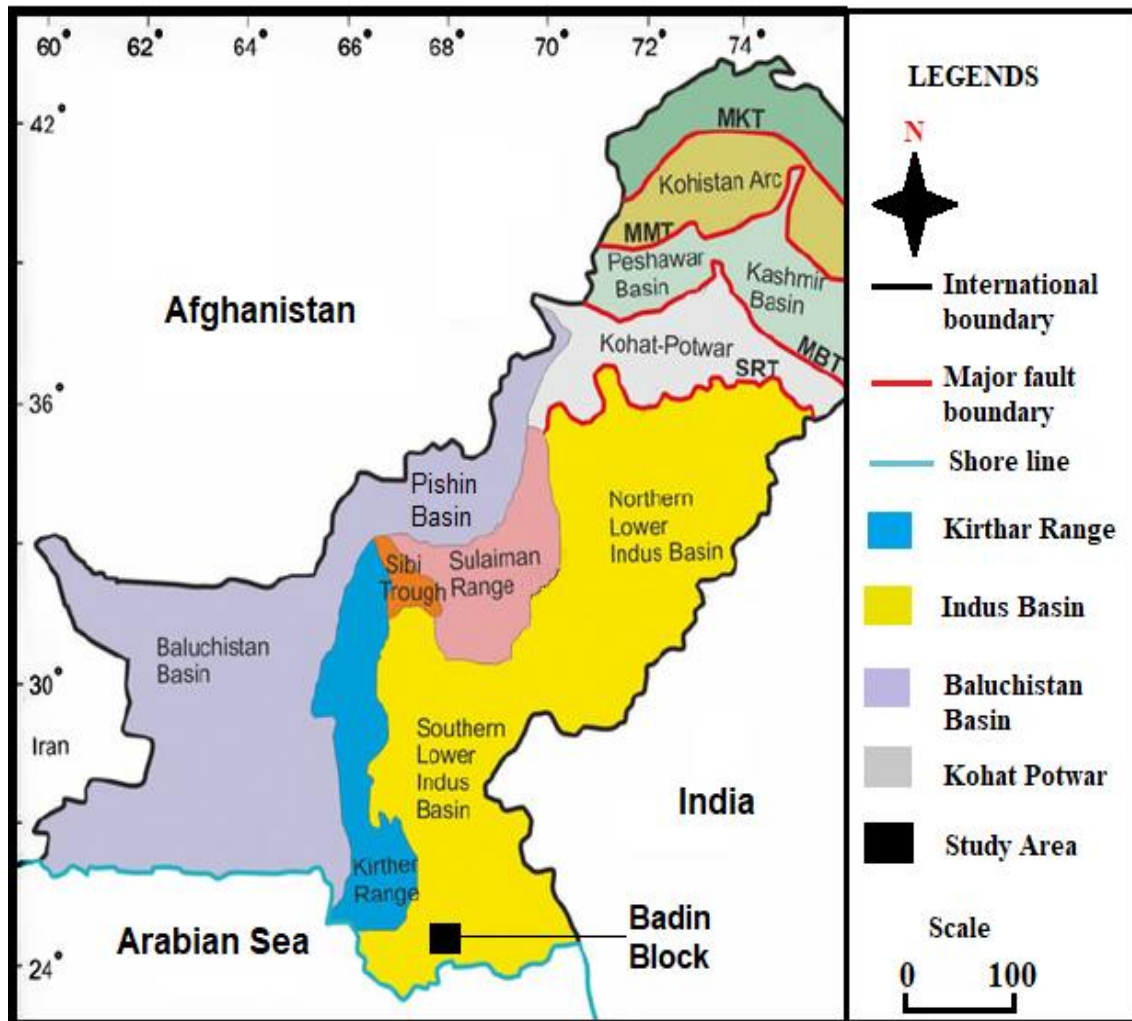 60° 64° 66° 68° 70° 72° 74°
42°
36°
30°
24°
MKT
Kohistan Arc
MMT
Peshawar
Basin
Kashmir
Basin
Afghanistan
Kohat-Potwar
MBT
SRT
Pishin
Basin
Northern
Lower
Indus Basin
Sibi
Trough
Sulaiman
Range
Baluchistan
Basin
Iran
Southern
Lower
Indus
Basin
India
Kirther
Range
Arabian Sea
Badin
Block
LEGENDS
N
International
boundary
Major fault
boundary
Shore line
Kirthar Range
Indus Basin
Baluchistan
Basin
Kohat Potwar
Study Area
Scale
0 100